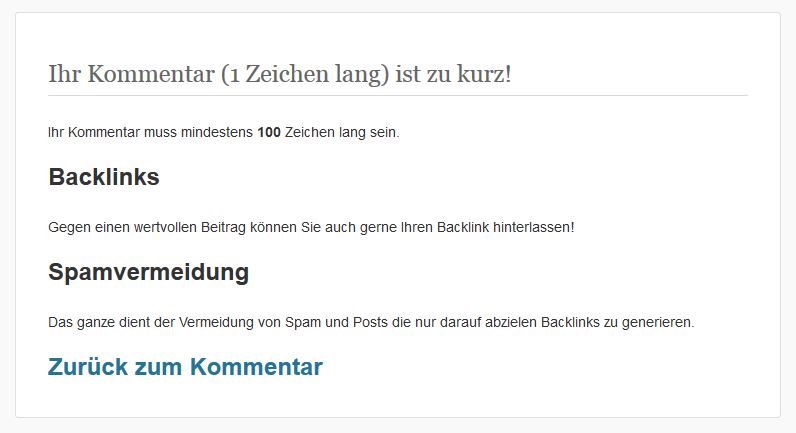 Ihr Kommentar (1 Zeichen lang) ist zu kurz!
Ihr Kommentar muss mindestens 100 Zeichen lang sein.
Backlinks
Gegen einen wertvollen Beitrag können Sie auch gerne Ihren Backlink hinterlassen!
Spamvermeidung
Das ganze dient der Vermeidung von Spam und Posts die nur darauf abzielen Backlinks zu generieren.
Zurück zum Kommentar